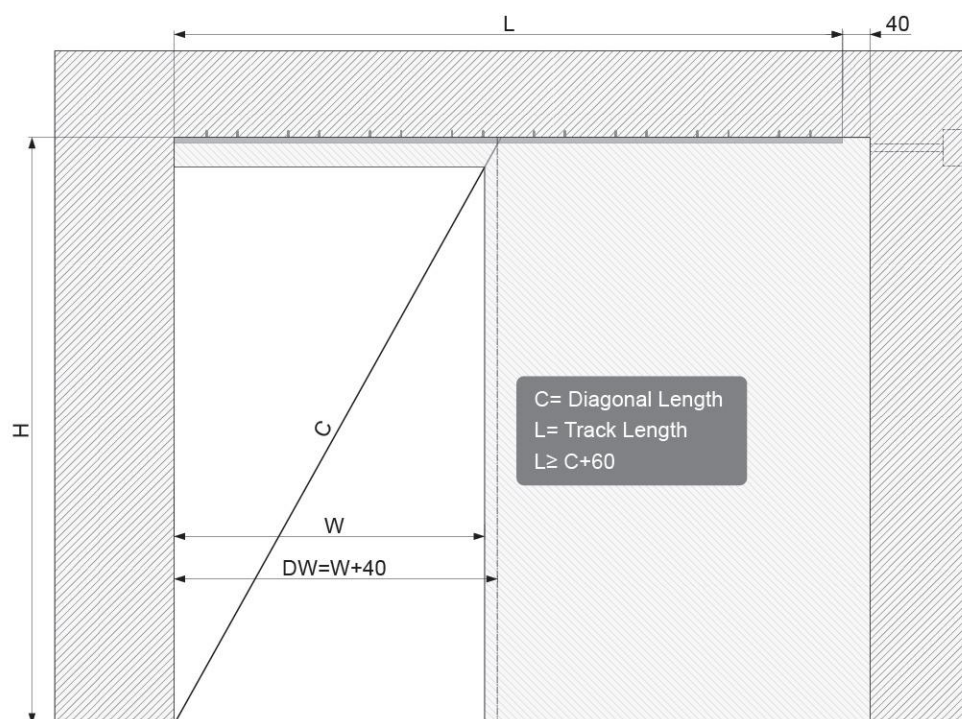 L
40
H
C
C= Diagonal Length
L= Track Length
L≥ C+60
W
DW=W+40